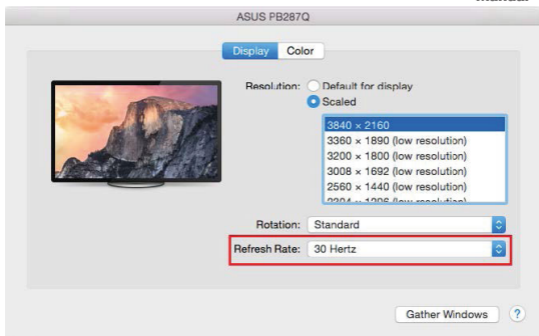 ASUS PB287Q
Display Color
Resolution: Default for display
Scaled
3840 × 2160
3360 × 1890 (low resolution)
3200 × 1800 (low resolution)
3008 × 1692 (low resolution)
2560 × 1440 (low resolution)
Rotation: Standard
Refresh Rate: 30 Hertz
Gather Windows ?